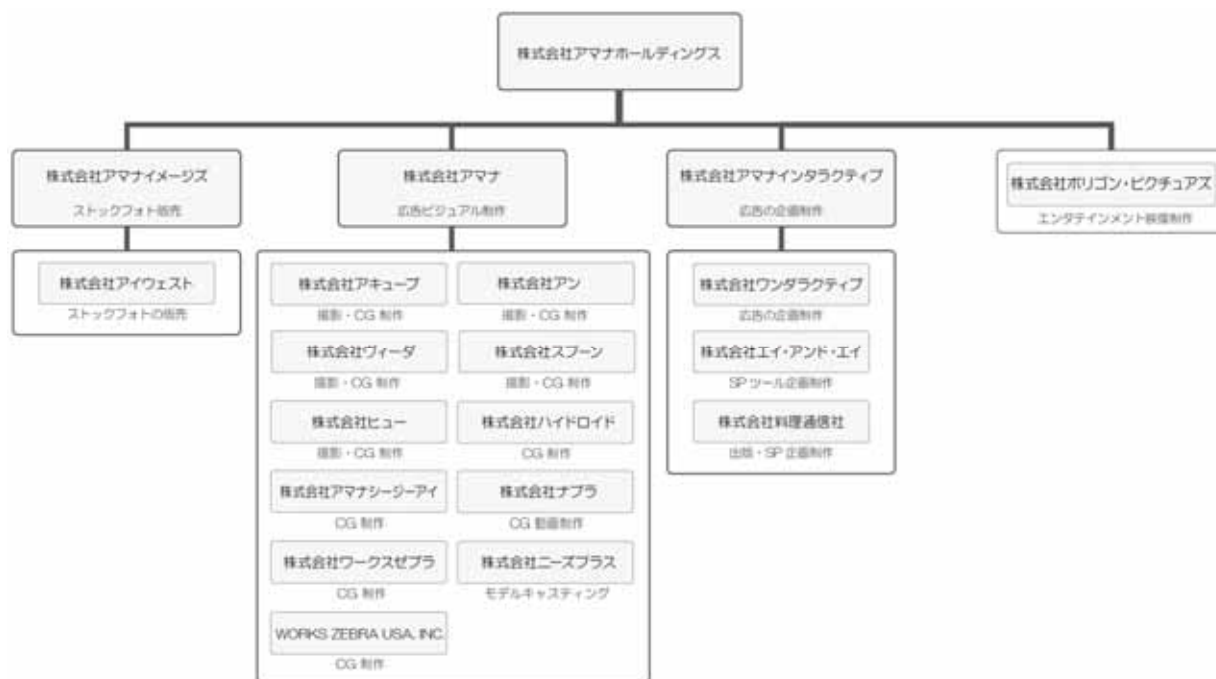 株式会社アマナホールディングス
株式会社アマナイメージズ
ストックフォト販売
株式会社アイウェスト
ストックフォトの販売
株式会社アマナ
広告ビジュアル制作
株式会社アキューブ
撮影・CG 制作
株式会社アン
撮影・CG 制作
株式会社ヴィーダ
撮影・CG 制作
株式会社スプーン
撮影・CG 制作
株式会社ヒュー
撮影・CG 制作
株式会社ハイドロイド
CG 制作
株式会社アマナシージーアイ
CG 制作
株式会社ナブラ
CG 動画制作
株式会社ワークスゼブラ
CG 制作
株式会社ニーズプラス
モデルキャスティング
WORKS ZEBRA USA, INC.
CG 制作
株式会社アマナインタラクティブ
広告の企画制作
株式会社ワンダラクティブ
広告の企画制作
株式会社エイ・アンド・エイ
SP ツール企画制作
株式会社料理通信社
出版・SP 企画制作
株式会社ポリゴン・ピクチュアズ
エンタテインメント映像制作